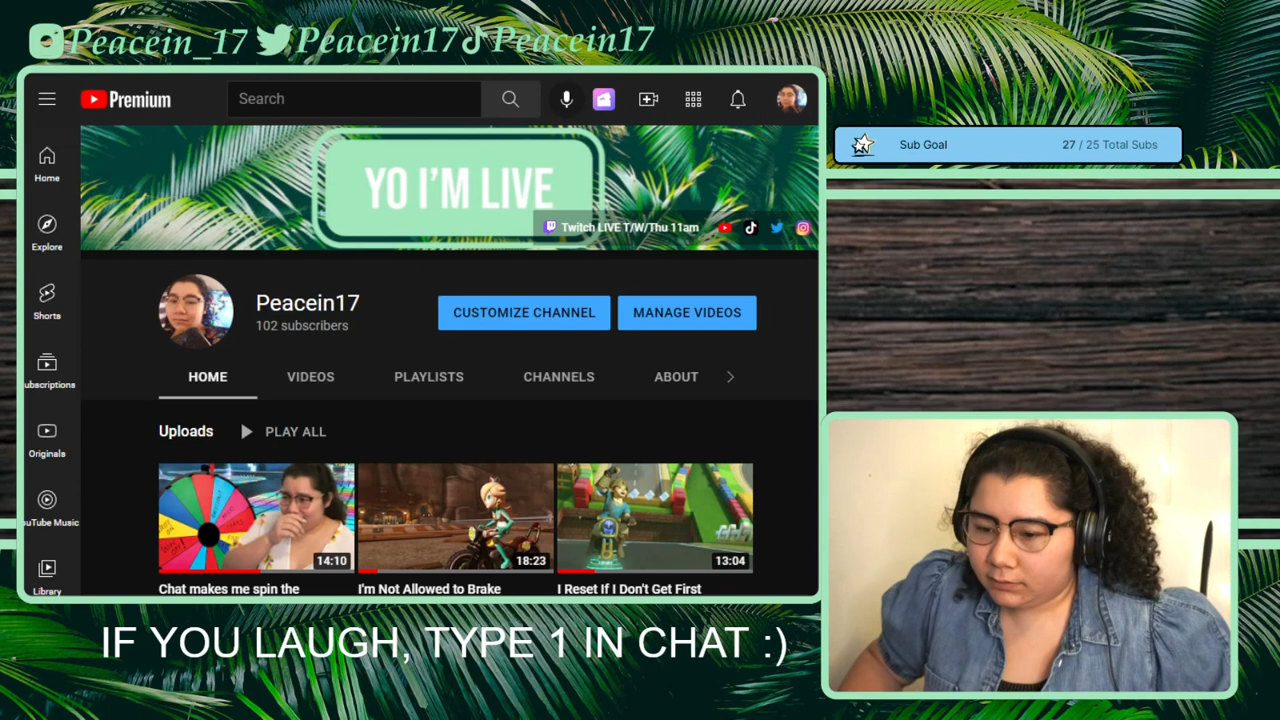 Peacein_17 Peacein17 Peacein17
Premium
Search
Sub Goal 27 / 25 Total Subs
YO I'M LIVE
Twitch LIVE T/W/Thu 11am
Home
Explore
Shorts
ubscriptions
Originals
uTube Music
Library
Peacein17
102 subscribers
CUSTOMIZE CHANNEL
MANAGE VIDEOS
HOME VIDEOS PLAYLISTS CHANNELS ABOUT
Uploads PLAY ALL
14:10
18:23
13:04
Chat makes me spin the
I'm Not Allowed to Brake
I Reset If I Don't Get First
IF YOU LAUGH, TYPE 1 IN CHAT :)